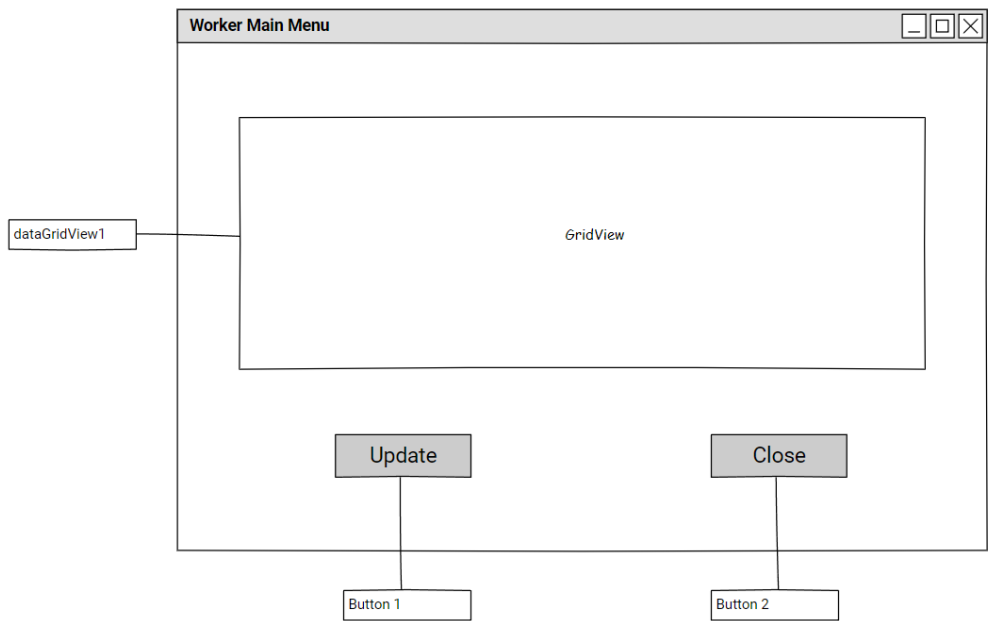 Worker Main Menu
dataGridView1
GridView
Update
Close
Button 1
Button 2